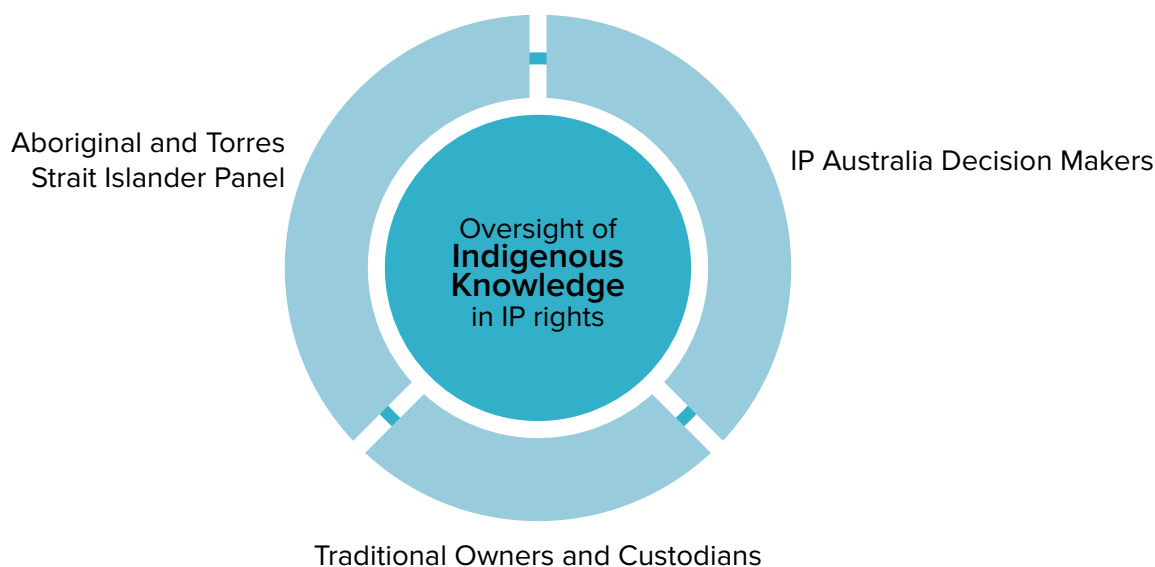 Aboriginal and Torres
Strait Islander Panel
IP Australia Decision Makers
Oversight of
Indigenous
Knowledge
in IP rights
Traditional Owners and Custodians